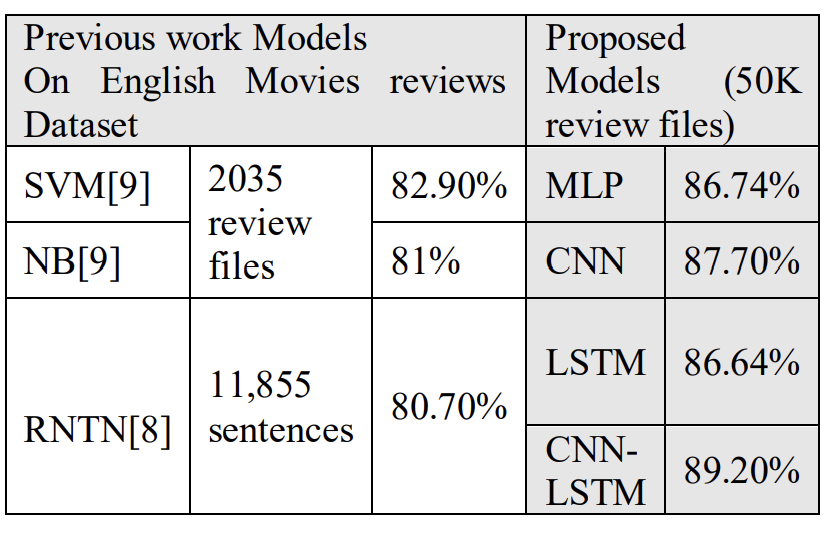 Previous work Models
On English Movies reviews
Dataset
Proposed
Models (50K
review files)
SVM[9]
2035
review
files
82.90%
MLP
86.74%
NB[9]
81%
CNN
87.70%
RNTN[8]
11,855
sentences
80.70%
LSTM
86.64%
CNN-
LSTM
89.20%